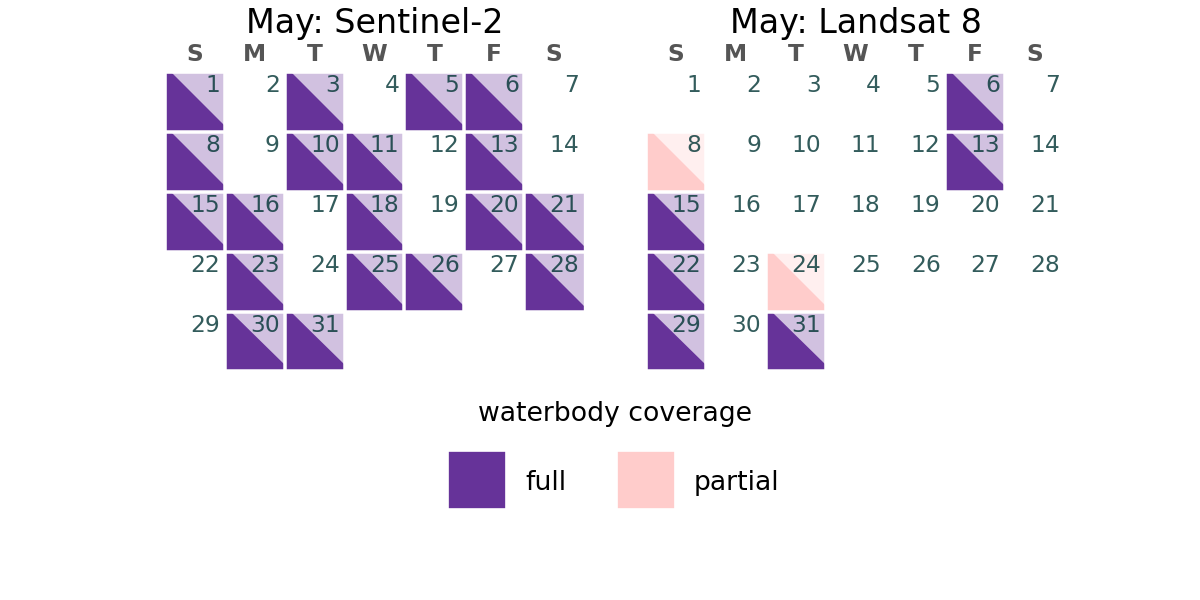 May: Sentinel-2
S M T W T F S
1 2 3 4 5 6 7
8 9 10 11 12 13 14
15 16 17 18 19 20 21
22 23 24 25 26 27 28
29 30 31
May: Landsat 8
S M T W T F S
1 2 3 4 5 6 7
8 9 10 11 12 13 14
15 16 17 18 19 20 21
22 23 24 25 26 27 28
29 30 31
waterbody coverage
full partial